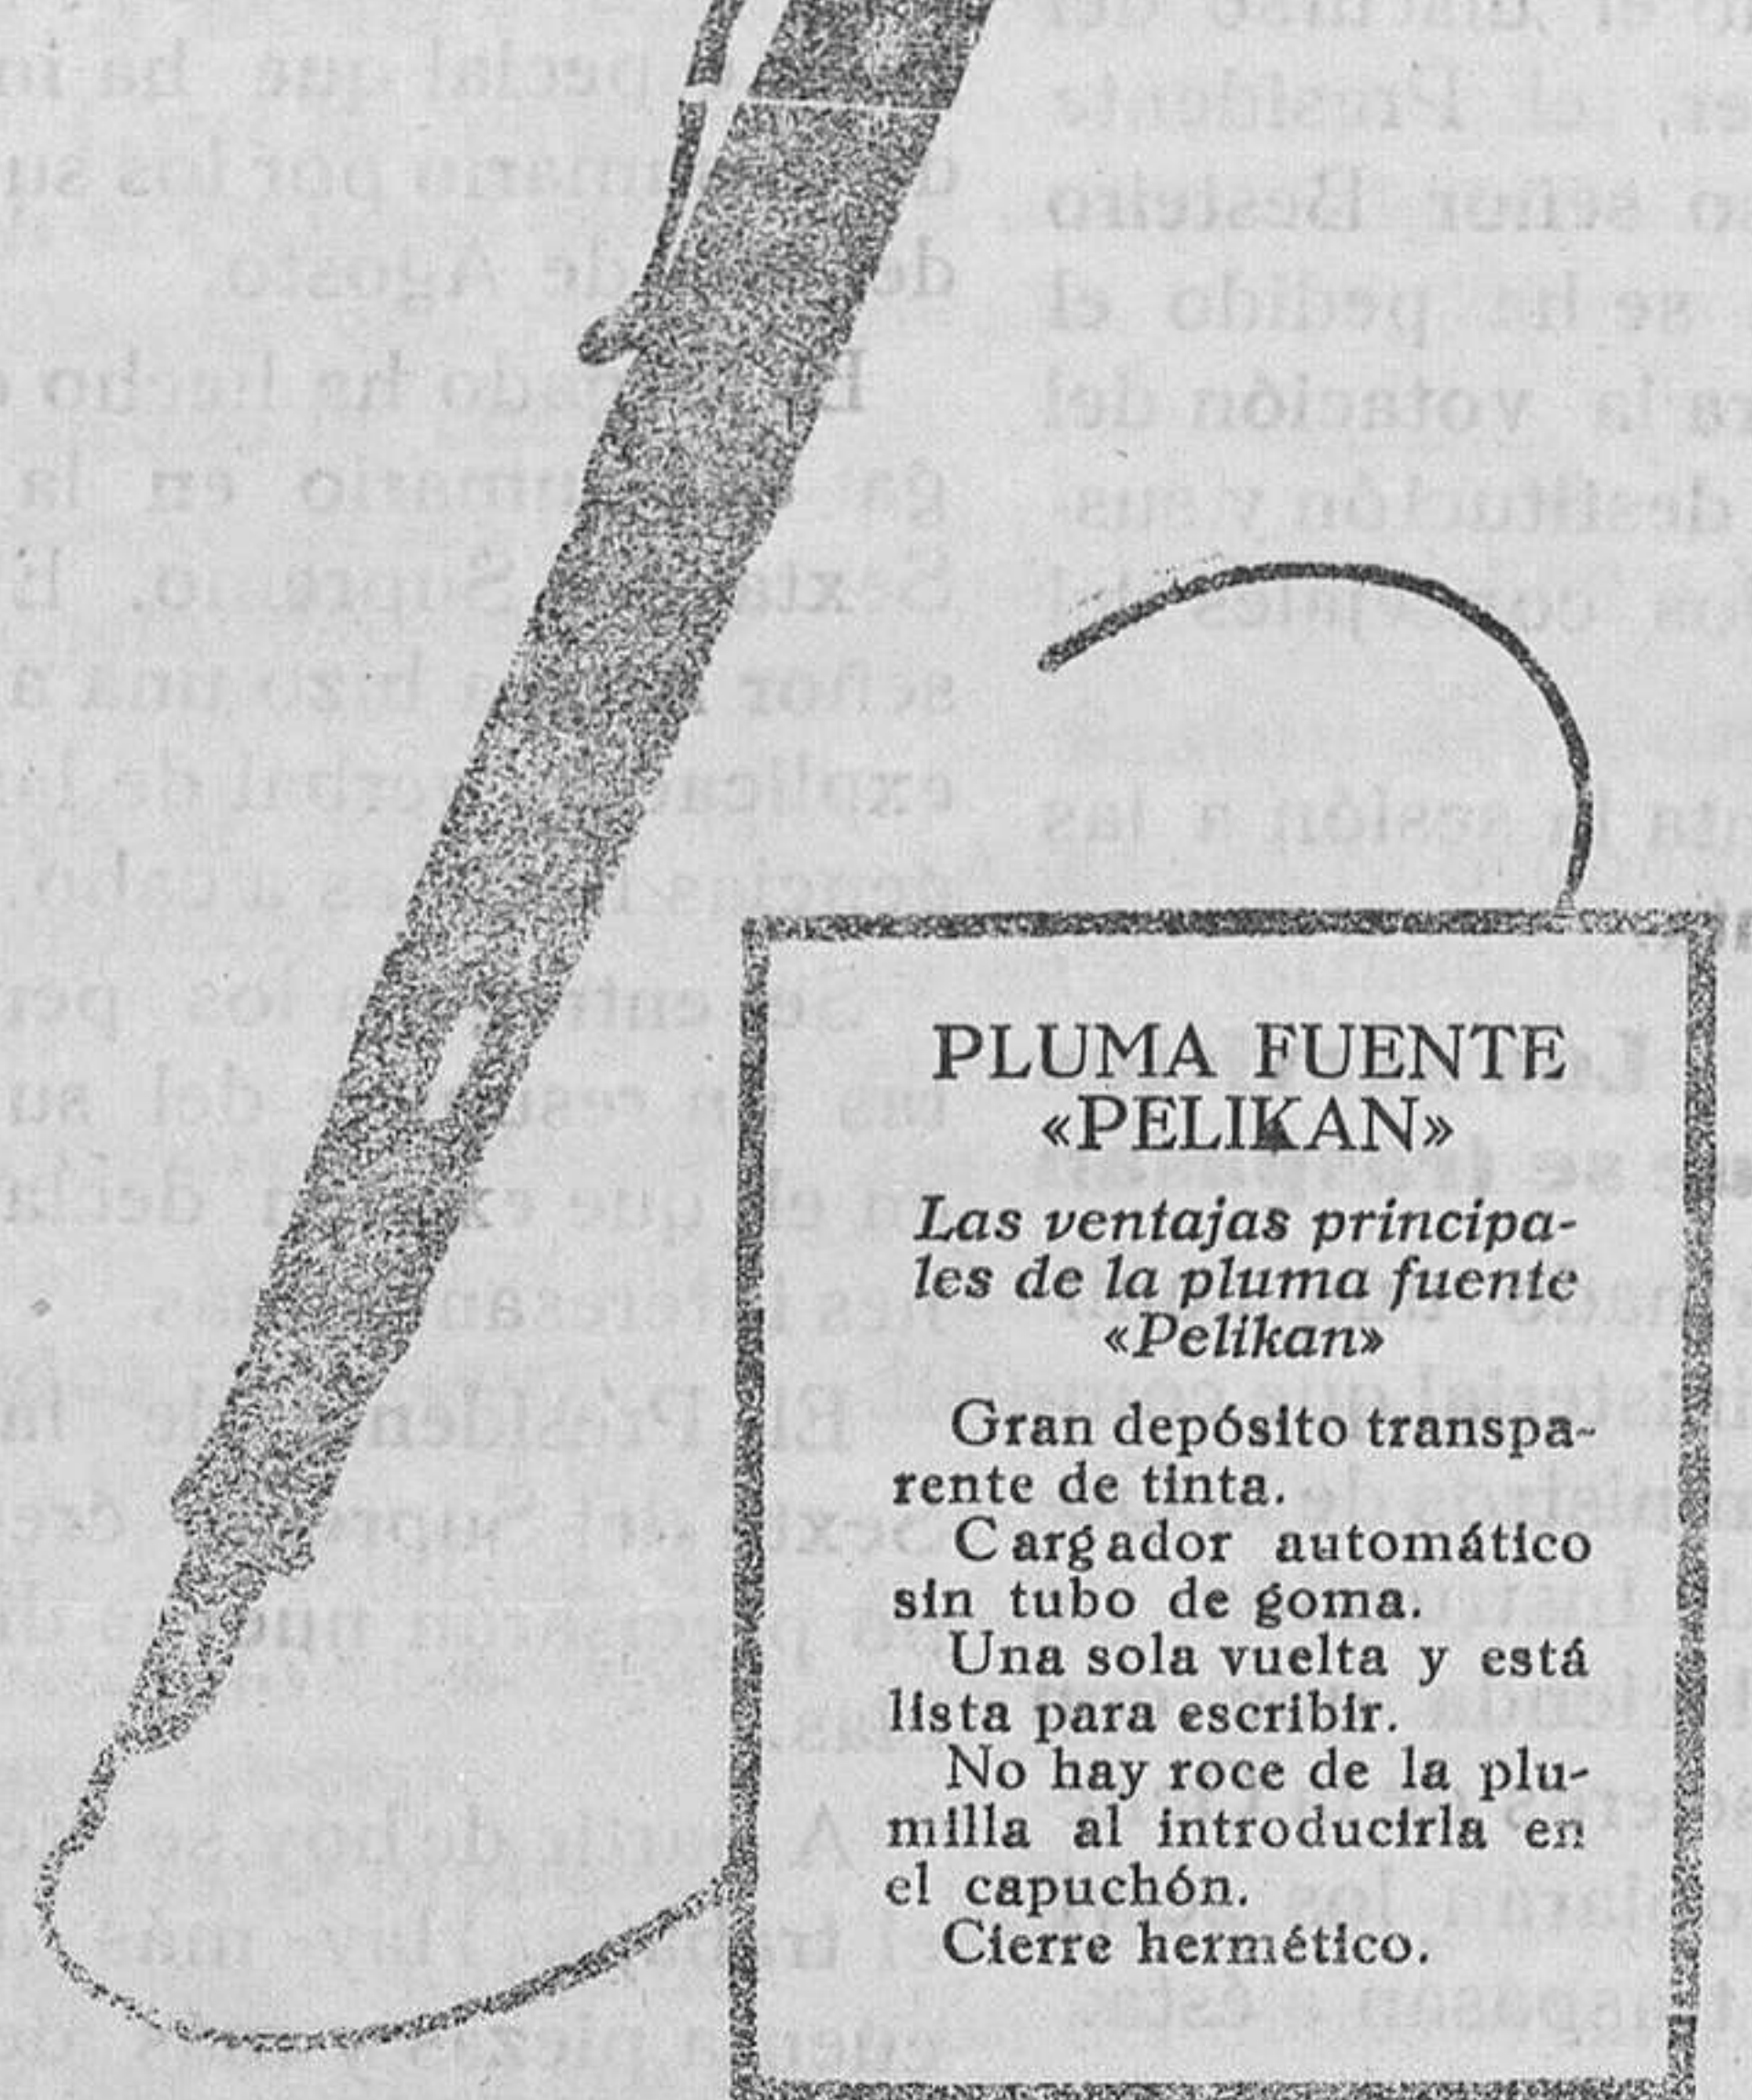 PLUMA FUENTE
«PELIKAN»
Las ventajas principa-
les de la pluma fuente
«Pelikan»
Gran depósito transpa-
rente de tinta.
Cargador automático
sin tubo de goma.
Una sola vuelta y está
lista para escribir.
No hay roce de la plu-
milla al introducirla en
el capuchón.
Cierre hermético.